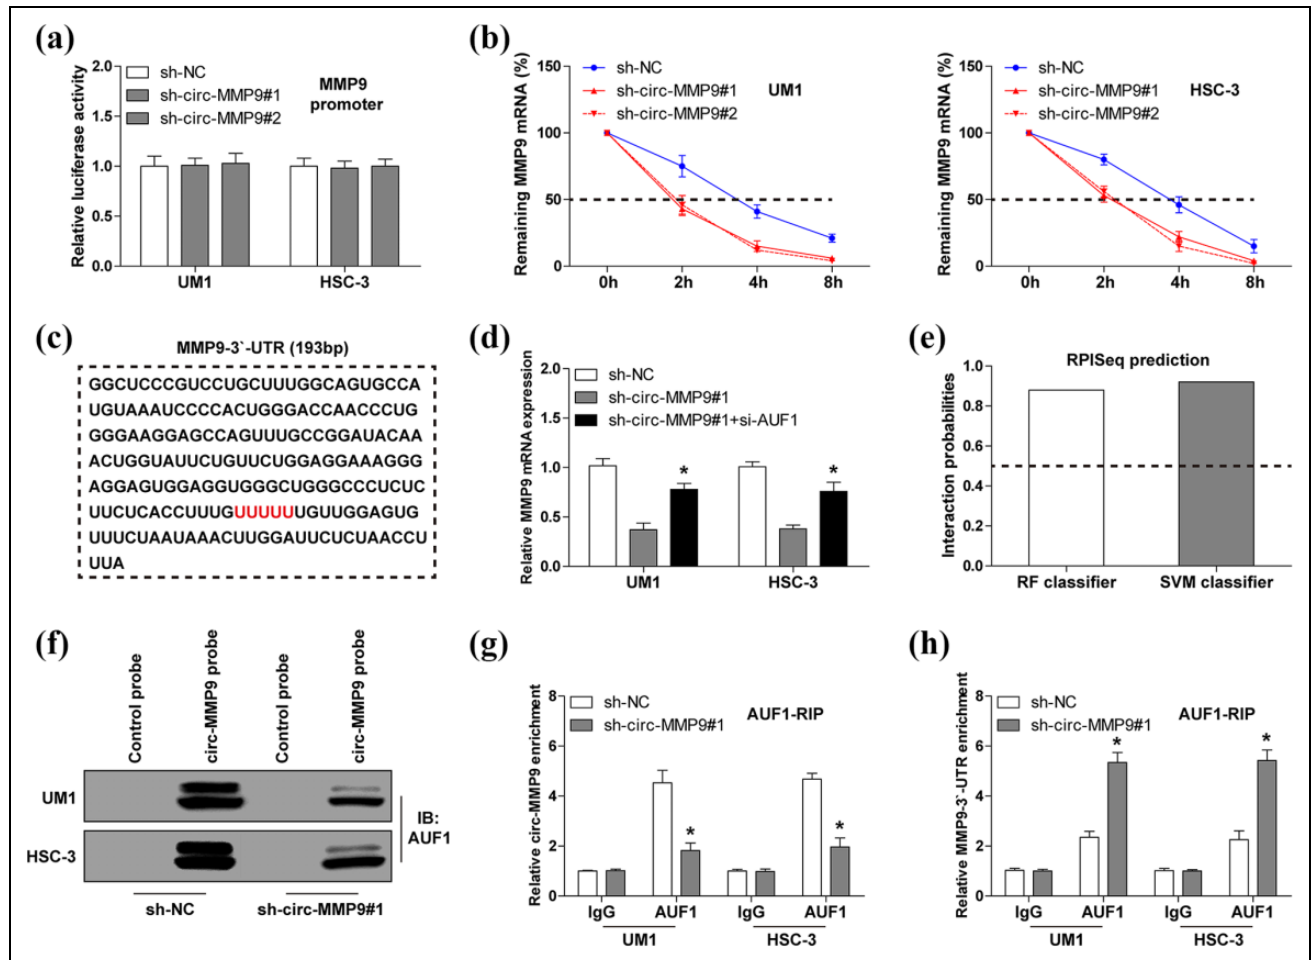 (a)
Relative luciferase activity
2.0
1.5
1.0
0.5
0.0
sh-NC
sh-circ-MMP9#1
sh-circ-MMP9#2
MMP9
promoter
UM1
HSC-3
(b)
Remaining MMP9 mRNA (%)
150
100
50
0
sh-NC
sh-circ-MMP9#1
sh-circ-MMP9#2
UM1
0h
2h
4h
8h
Remaining MMP9 mRNA (%)
150
100
50
0
sh-NC
sh-circ-MMP9#1
sh-circ-MMP9#2
HSC-3
0h
2h
4h
8h
(c)
MMP9-3`-UTR (193bp)
GGCUCCCGUCCUGCUUUGGCAGUGCCA
UGUAAAUCCCCACUGGGACCAACCCUG
GGGAAGGAGCCAGUUUGCCGGAUACAA
ACUGGUAUUCUGUUCUGGAGGAAAGGG
AGGAGUGGAGGUGGGCUGGGCCCUCUC
UUCUCACCUUUGUUUUUUGUUGGAGUG
UUUCUAAUAAACUUGGAUUCUCUAACCU
UUA
(d)
Relative MMP9 mRNA expression
2.0
1.5
1.0
0.5
0.0
sh-NC
sh-circ-MMP9#1
sh-circ-MMP9#1+si-AUF1
*
*
UM1
HSC-3
(e)
RPISeq prediction
Interaction probabilities
1.0
0.8
0.6
0.4
0.2
0.0
RF classifier
SVM classifier
(f)
Control probe
circ-MMP9 probe
Control probe
circ-MMP9 probe
UM1
HSC-3
IB:
AUF1
sh-NC
sh-circ-MMP9#1
(g)
Relative circ-MMP9 enrichment
8
6
4
2
0
sh-NC
sh-circ-MMP9#1
AUF1-RIP
*
*
IgG
AUF1
IgG
AUF1
UM1
HSC-3
(h)
Relative MMP9-3`-UTR enrichment
8
6
4
2
0
sh-NC
sh-circ-MMP9#1
AUF1-RIP
*
*
IgG
AUF1
IgG
AUF1
UM1
HSC-3